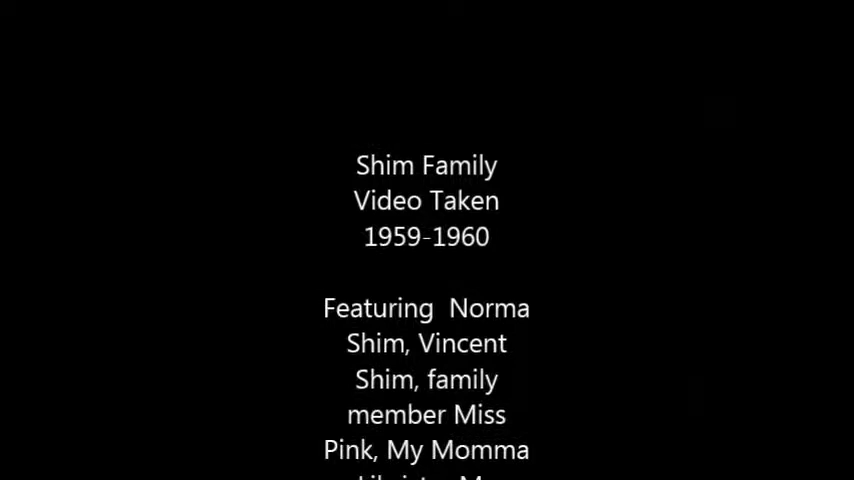 Shim Family
Video Taken
1959-1960
Featuring  Norma
Shim, Vincent
Shim, family
member Miss
Pink, My Momma